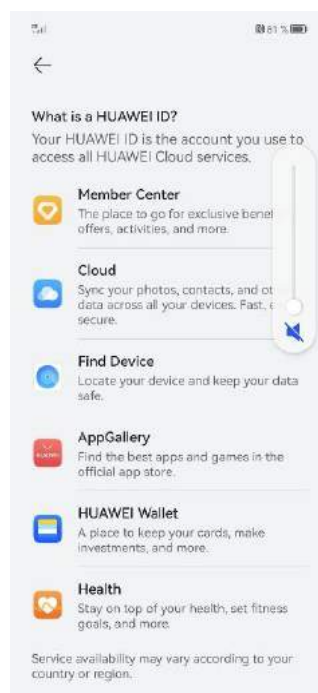 81 %
What is a HUAWEI ID?
Your HUAWEI ID is the account you use to
access all HUAWEI Cloud services.
Member Center
The place to go for exclusive
offers, activities, and more.
Cloud
Sync your photos, contacts, and
data across all your devices. Fast,
secure.
Find Device
Locate your device and keep your data
safe.
AppGallery
Find the best apps and games in the
official app store.
HUAWEI Wallet
A place to keep your cards, make
investments, and more.
Health
Stay on top of your health, set fitness
goals, and more.
Service availability may vary according to your
country or region.